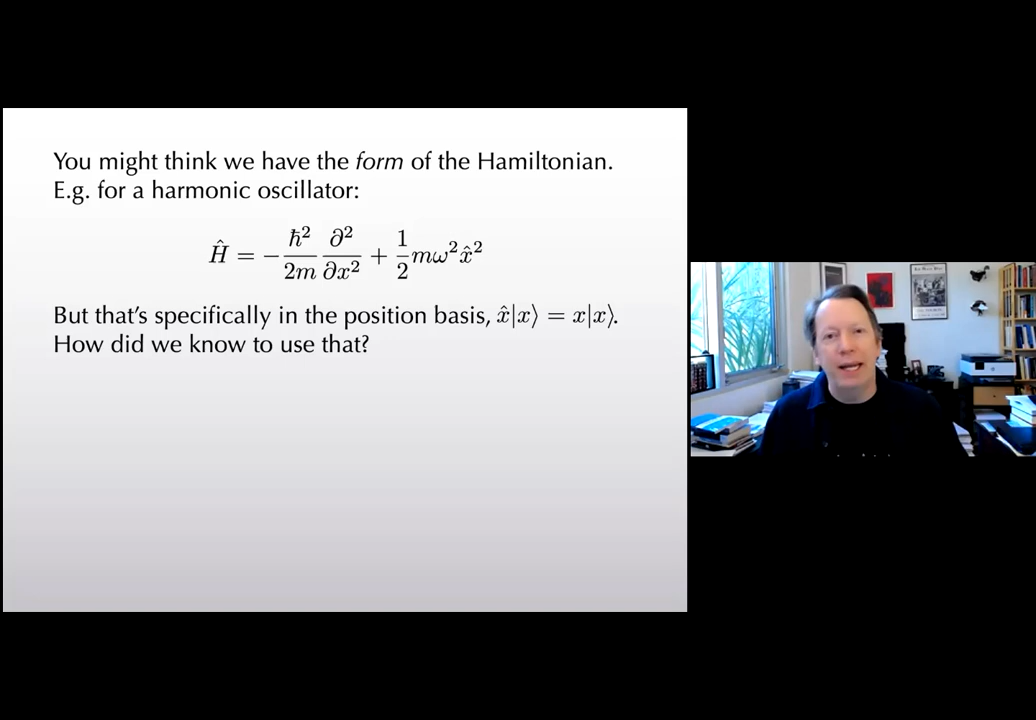 You might think we have the form of the Hamiltonian.
E.g. for a harmonic oscillator:
Ĥ = −ħ²/2m ∂²/∂x² + 1/2 mω²x̂²
But that’s specifically in the position basis, x̂|x⟩ = x|x⟩.
How did we know to use that?